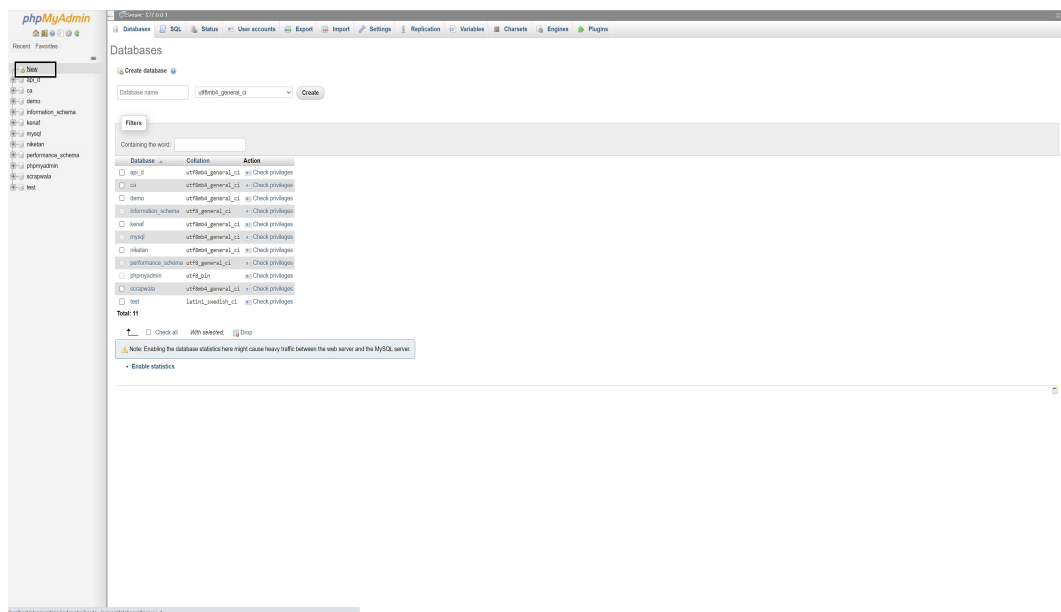 phpMyAdmin
Recent Favorites
New
api_d
ca
demo
information_schema
kenaf
mysql
niketan
performance_schema
phpmyadmin
scrapwala
test
Server: 127.0.0.1
Databases SQL Status User accounts Export Import Settings Replication Variables Charsets Engines Plugins
Databases
Create database
Database name utf8mb4_general_ci Create
Filters
Containing the word:
Database Collation Action
api_d utf8mb4_general_ci Check privileges
ca utf8mb4_general_ci Check privileges
demo utf8mb4_general_ci Check privileges
information_schema utf8_general_ci Check privileges
kenaf utf8mb4_general_ci Check privileges
mysql utf8mb4_general_ci Check privileges
niketan utf8mb4_general_ci Check privileges
performance_schema utf8_general_ci Check privileges
phpmyadmin utf8_bin Check privileges
scrapwala utf8mb4_general_ci Check privileges
test latin1_swedish_ci Check privileges
Total: 11
Check all With selected: Drop
Note: Enabling the database statistics here might cause heavy traffic between the web server and the MySQL server.
Enable statistics